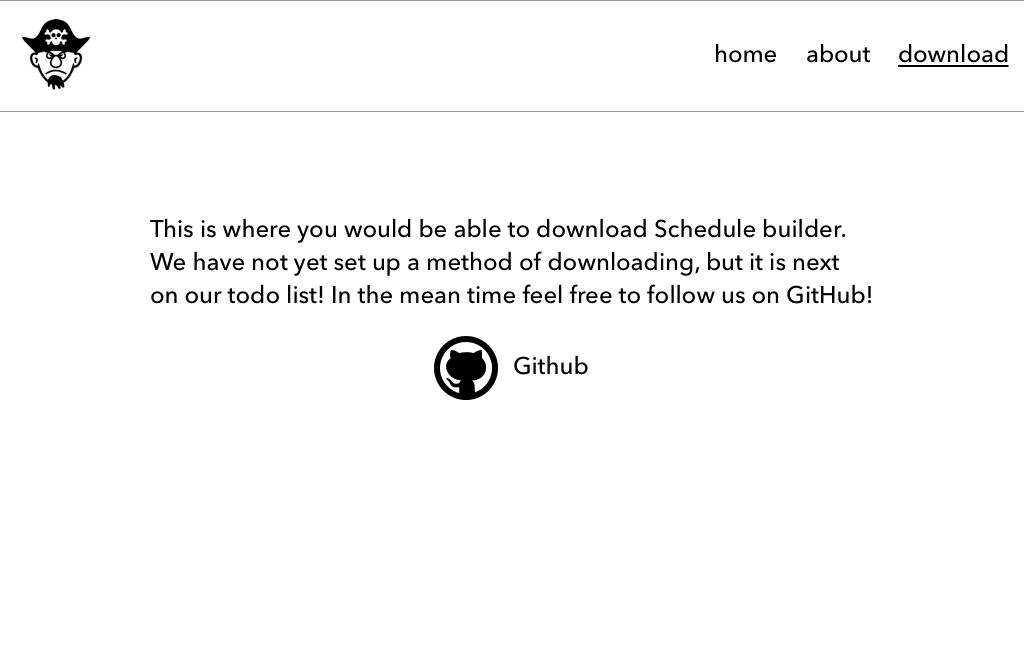 home about download
This is where you would be able to download Schedule builder.
We have not yet set up a method of downloading, but it is next
on our todo list! In the mean time feel free to follow us on GitHub!
Github